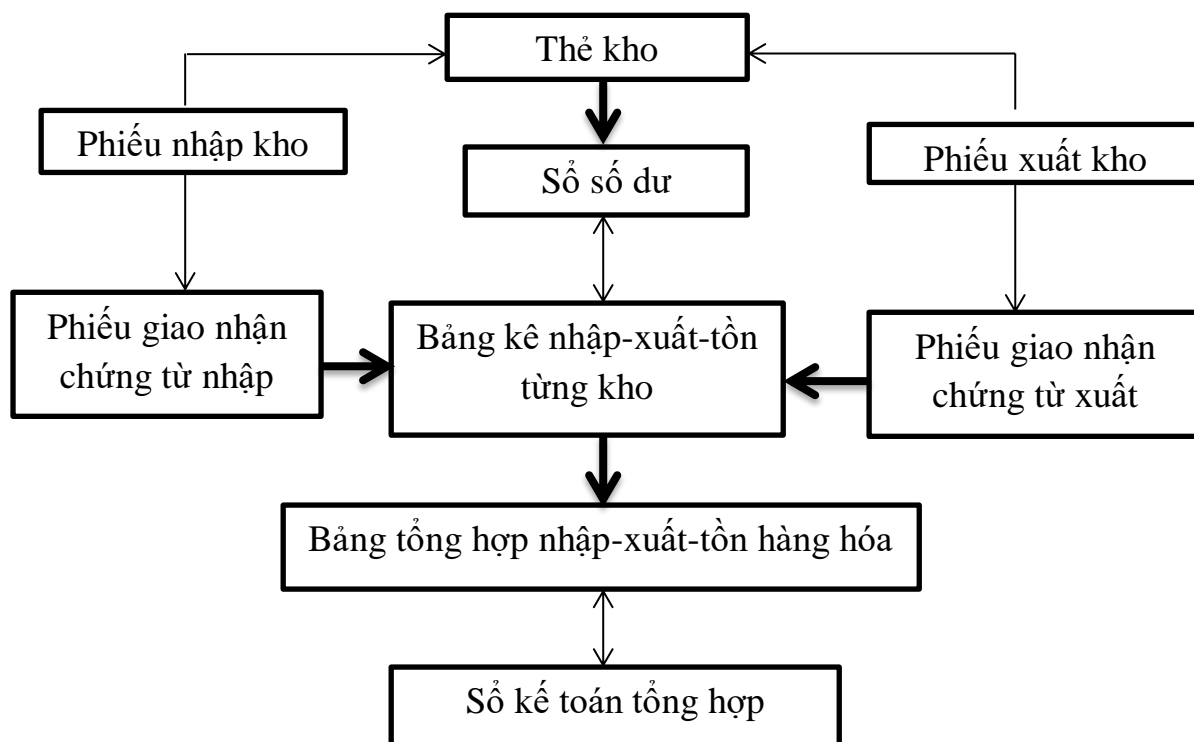 Thẻ kho
Phiếu nhập kho
Phiếu xuất kho
Sổ số dư
Phiếu giao nhận
chứng từ nhập
Bảng kê nhập-xuất-tồn
từng kho
Phiếu giao nhận
chứng từ xuất
Bảng tổng hợp nhập-xuất-tồn hàng hóa
Sổ kế toán tổng hợp